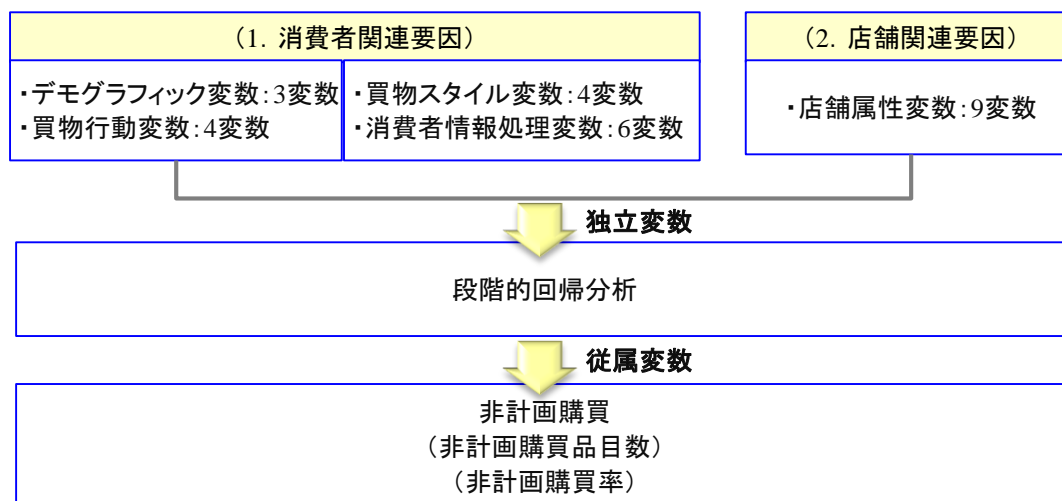 （1. 消費者関連要因）
・デモグラフィック変数：3変数
・買物行動変数：4変数
・買物スタイル変数：4変数
・消費者情報処理変数：6変数
（2. 店舗関連要因）
・店舗属性変数：9変数
独立変数
段階的回帰分析
従属変数
非計画購買
（非計画購買品目数）
（非計画購買率）